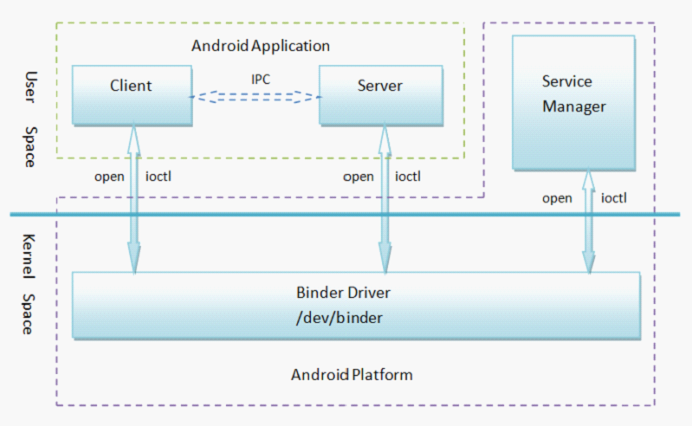 Android Application
Client
IPC
Server
Service
Manager
User
Space
open
ioctl
open
ioctl
open
ioctl
Kernel
Space
Binder Driver
/dev/binder
Android Platform